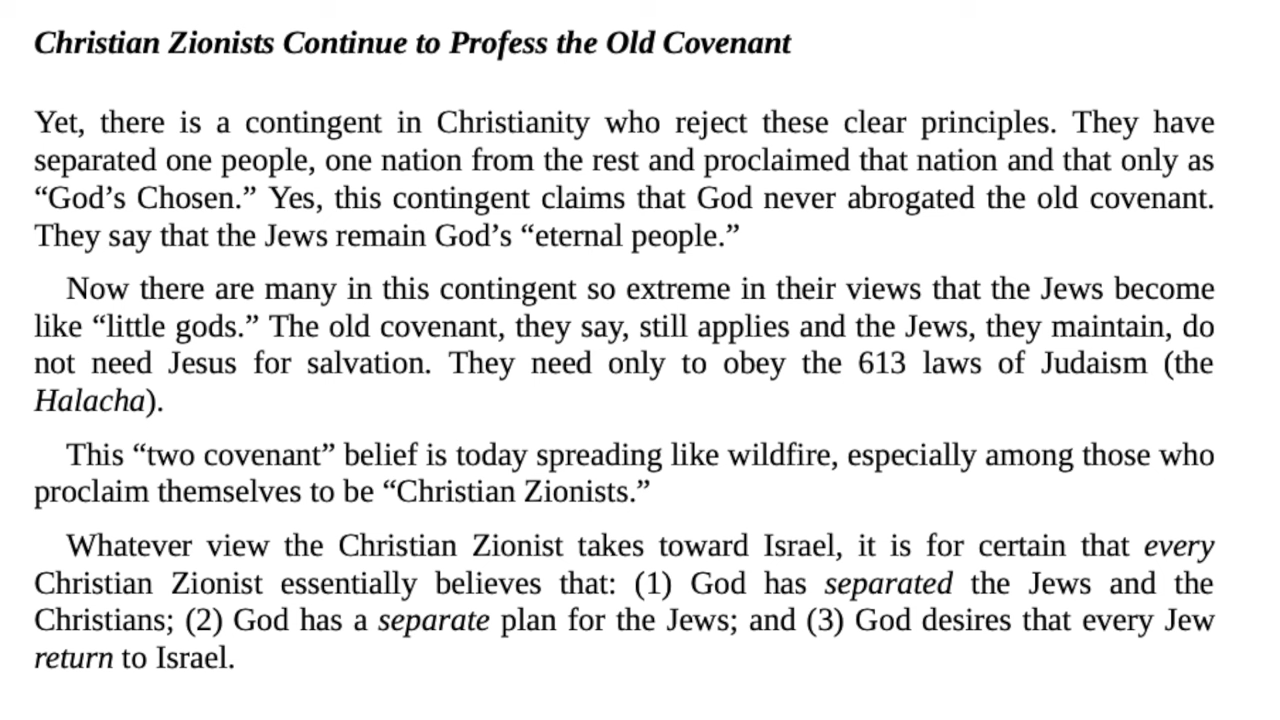 Christian Zionists Continue to Profess the Old Covenant
Yet, there is a contingent in Christianity who reject these clear principles. They have
separated one people, one nation from the rest and proclaimed that nation and that only as
“God’s Chosen.” Yes, this contingent claims that God never abrogated the old covenant.
They say that the Jews remain God’s “eternal people.”
Now there are many in this contingent so extreme in their views that the Jews become
like “little gods.” The old covenant, they say, still applies and the Jews, they maintain, do
not need Jesus for salvation. They need only to obey the 613 laws of Judaism (the
Halacha).
This “two covenant” belief is today spreading like wildfire, especially among those who
proclaim themselves to be “Christian Zionists.”
Whatever view the Christian Zionist takes toward Israel, it is for certain that every
Christian Zionist essentially believes that: (1) God has separated the Jews and the
Christians; (2) God has a separate plan for the Jews; and (3) God desires that every Jew
return to Israel.